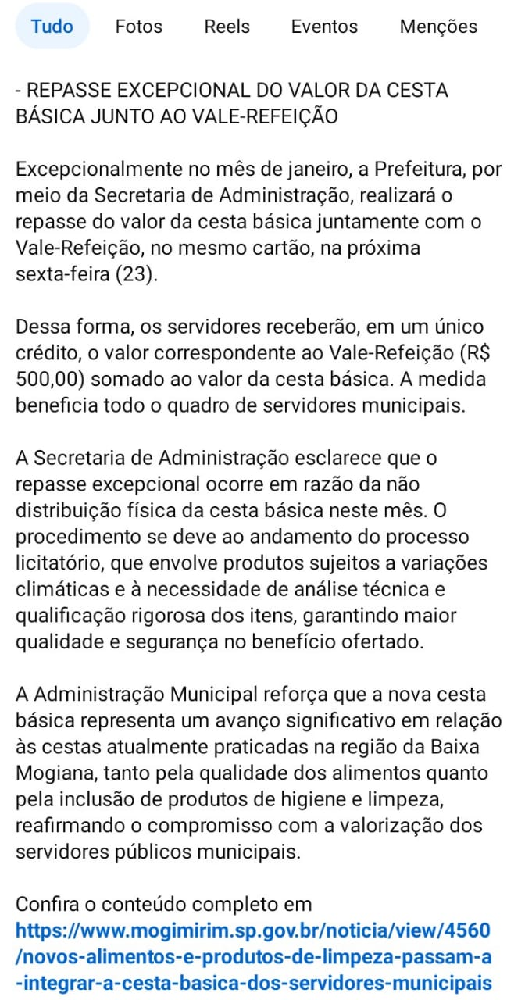 Tudo Fotos Reels Eventos Menções
- REPASSE EXCEPCIONAL DO VALOR DA CESTA
BÁSICA JUNTO AO VALE-REFEIÇÃO
Excepcionalmente no mês de janeiro, a Prefeitura, por
meio da Secretaria de Administração, realizará o
repasse do valor da cesta básica juntamente com o
Vale-Refeição, no mesmo cartão, na próxima
sexta-feira (23).
Dessa forma, os servidores receberão, em um único
crédito, o valor correspondente ao Vale-Refeição (R$
500,00) somado ao valor da cesta básica. A medida
beneficia todo o quadro de servidores municipais.
A Secretaria de Administração esclarece que o
repasse excepcional ocorre em razão da não
distribuição física da cesta básica neste mês. O
procedimento se deve ao andamento do processo
licitatório, que envolve produtos sujeitos a variações
climáticas e à necessidade de análise técnica e
qualificação rigorosa dos itens, garantindo maior
qualidade e segurança no benefício ofertado.
A Administração Municipal reforça que a nova cesta
básica representa um avanço significativo em relação
às cestas atualmente praticadas na região da Baixa
Mogiana, tanto pela qualidade dos alimentos quanto
pela inclusão de produtos de higiene e limpeza,
reafirmando o compromisso com a valorização dos
servidores públicos municipais.
Confira o conteúdo completo em
https://www.mogimirim.sp.gov.br/noticia/view/4560
/novos-alimentos-e-produtos-de-limpeza-passam-a
-integrar-a-cesta-basica-dos-servidores-municipais